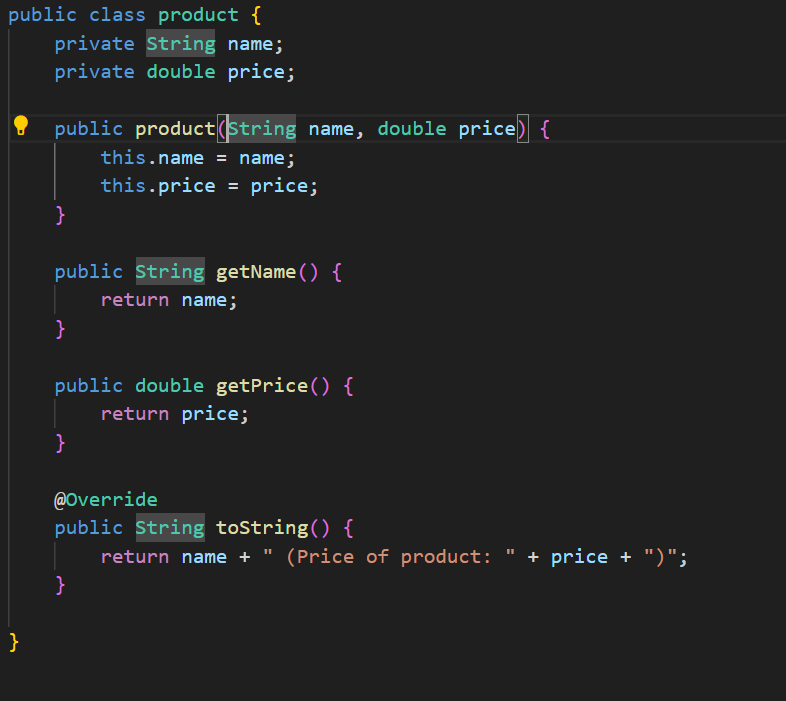 public class product {
    private String name;
    private double price;

    public product(String name, double price) {
        this.name = name;
        this.price = price;
    }

    public String getName() {
        return name;
    }

    public double getPrice() {
        return price;
    }

    @Override
    public String toString() {
        return name + " (Price of product: " + price + ")";
    }

}